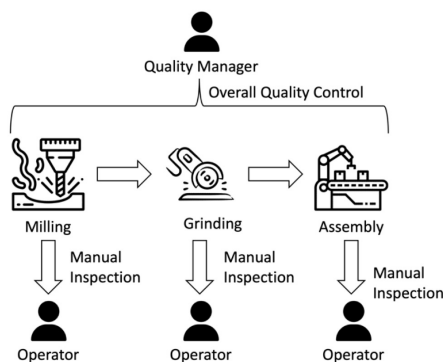 Quality Manager
Overall Quality Control
Milling
Grinding
Assembly
Manual
Inspection
Manual
Inspection
Manual
Inspection
Operator
Operator
Operator